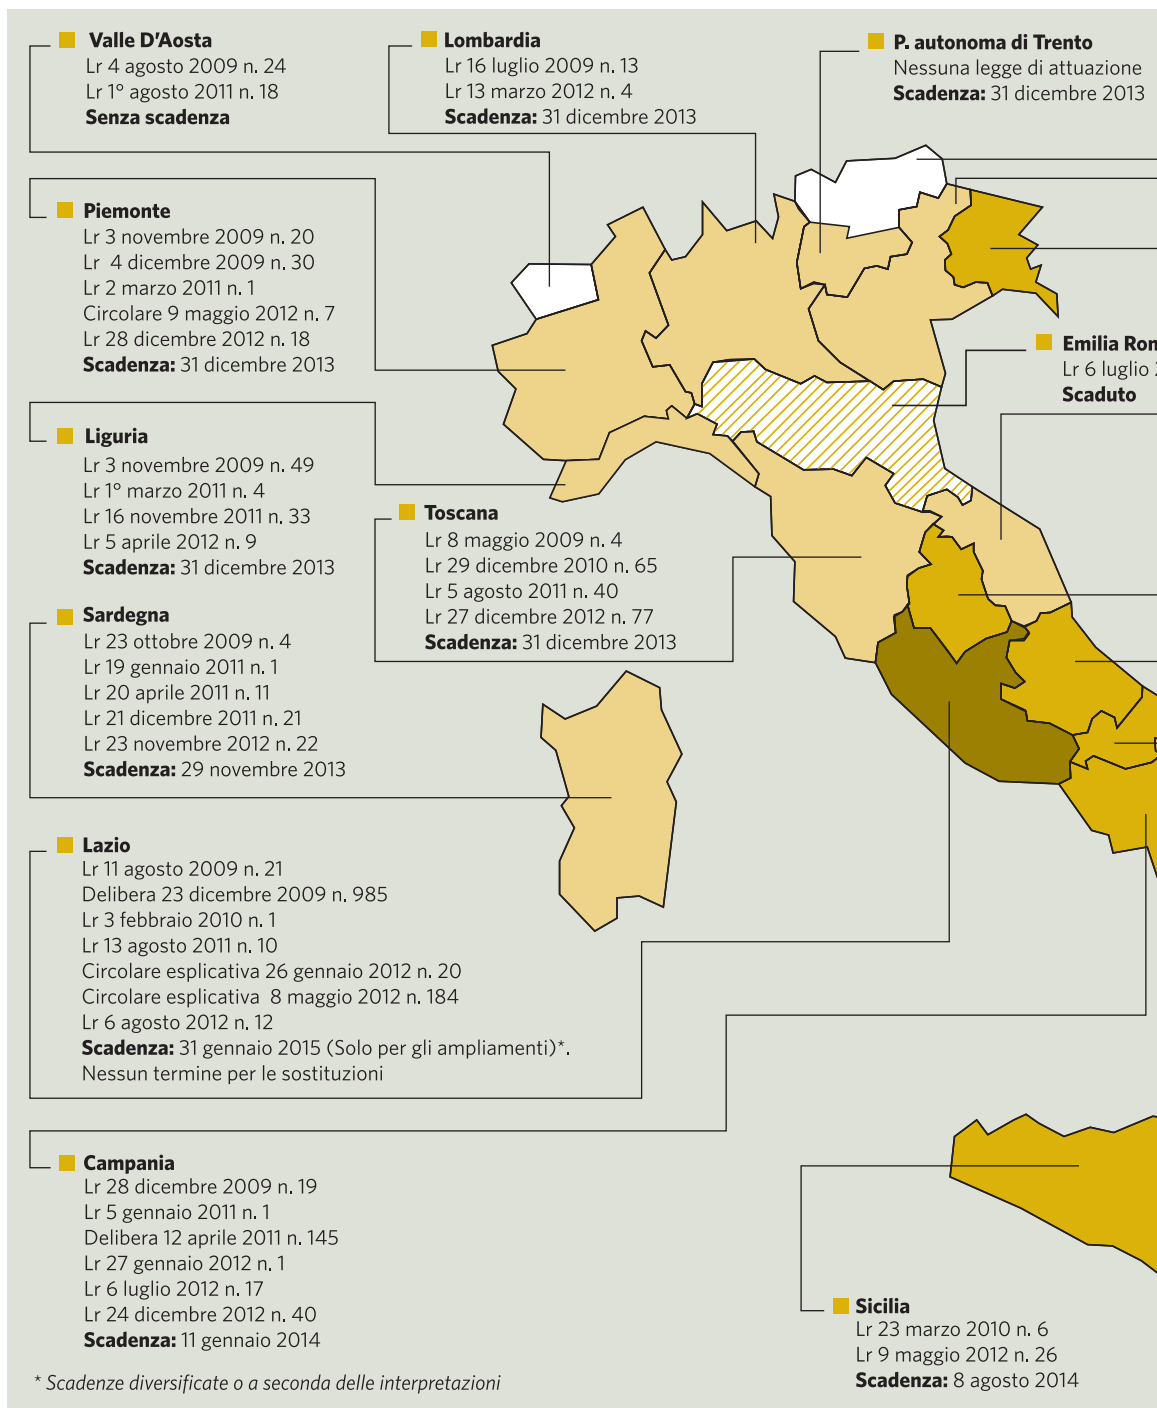 Valle D'Aosta
Lr 4 agosto 2009 n. 24
Lr 1° agosto 2011 n. 18
Senza scadenza
Lombardia
Lr 16 luglio 2009 n. 13
Lr 13 marzo 2012 n. 4
Scadenza: 31 dicembre 2013
P. autonoma di Trento
Nessuna legge di attuazione
Scadenza: 31 dicembre 2013
Piemonte
Lr 3 novembre 2009 n. 20
Lr 4 dicembre 2009 n. 30
Lr 2 marzo 2011 n. 1
Circolare 9 maggio 2012 n. 7
Lr 28 dicembre 2012 n. 18
Scadenza: 31 dicembre 2013
Emilia Rom
Lr 6 luglio
Scaduto
Liguria
Lr 3 novembre 2009 n. 49
Lr 1° marzo 2011 n. 4
Lr 16 novembre 2011 n. 33
Lr 5 aprile 2012 n. 9
Scadenza: 31 dicembre 2013
Toscana
Lr 8 maggio 2009 n. 4
Lr 29 dicembre 2010 n. 65
Lr 5 agosto 2011 n. 40
Lr 27 dicembre 2012 n. 77
Scadenza: 31 dicembre 2013
Sardegna
Lr 23 ottobre 2009 n. 4
Lr 19 gennaio 2011 n. 1
Lr 20 aprile 2011 n. 11
Lr 21 dicembre 2011 n. 21
Lr 23 novembre 2012 n. 22
Scadenza: 29 novembre 2013
Lazio
Lr 11 agosto 2009 n. 21
Delibera 23 dicembre 2009 n. 985
Lr 3 febbraio 2010 n. 1
Lr 13 agosto 2011 n. 10
Circolare esplicativa 26 gennaio 2012 n. 20
Circolare esplicativa 8 maggio 2012 n. 184
Lr 6 agosto 2012 n. 12
Scadenza: 31 gennaio 2015 (Solo per gli ampliamenti)*.
Nessun termine per le sostituzioni
Campania
Lr 28 dicembre 2009 n. 19
Lr 5 gennaio 2011 n. 1
Delibera 12 aprile 2011 n. 145
Lr 27 gennaio 2012 n. 1
Lr 6 luglio 2012 n. 17
Lr 24 dicembre 2012 n. 40
Scadenza: 11 gennaio 2014
Sicilia
Lr 23 marzo 2010 n. 6
Lr 9 maggio 2012 n. 26
Scadenza: 8 agosto 2014
* Scadenze diversificate o a seconda delle interpretazioni